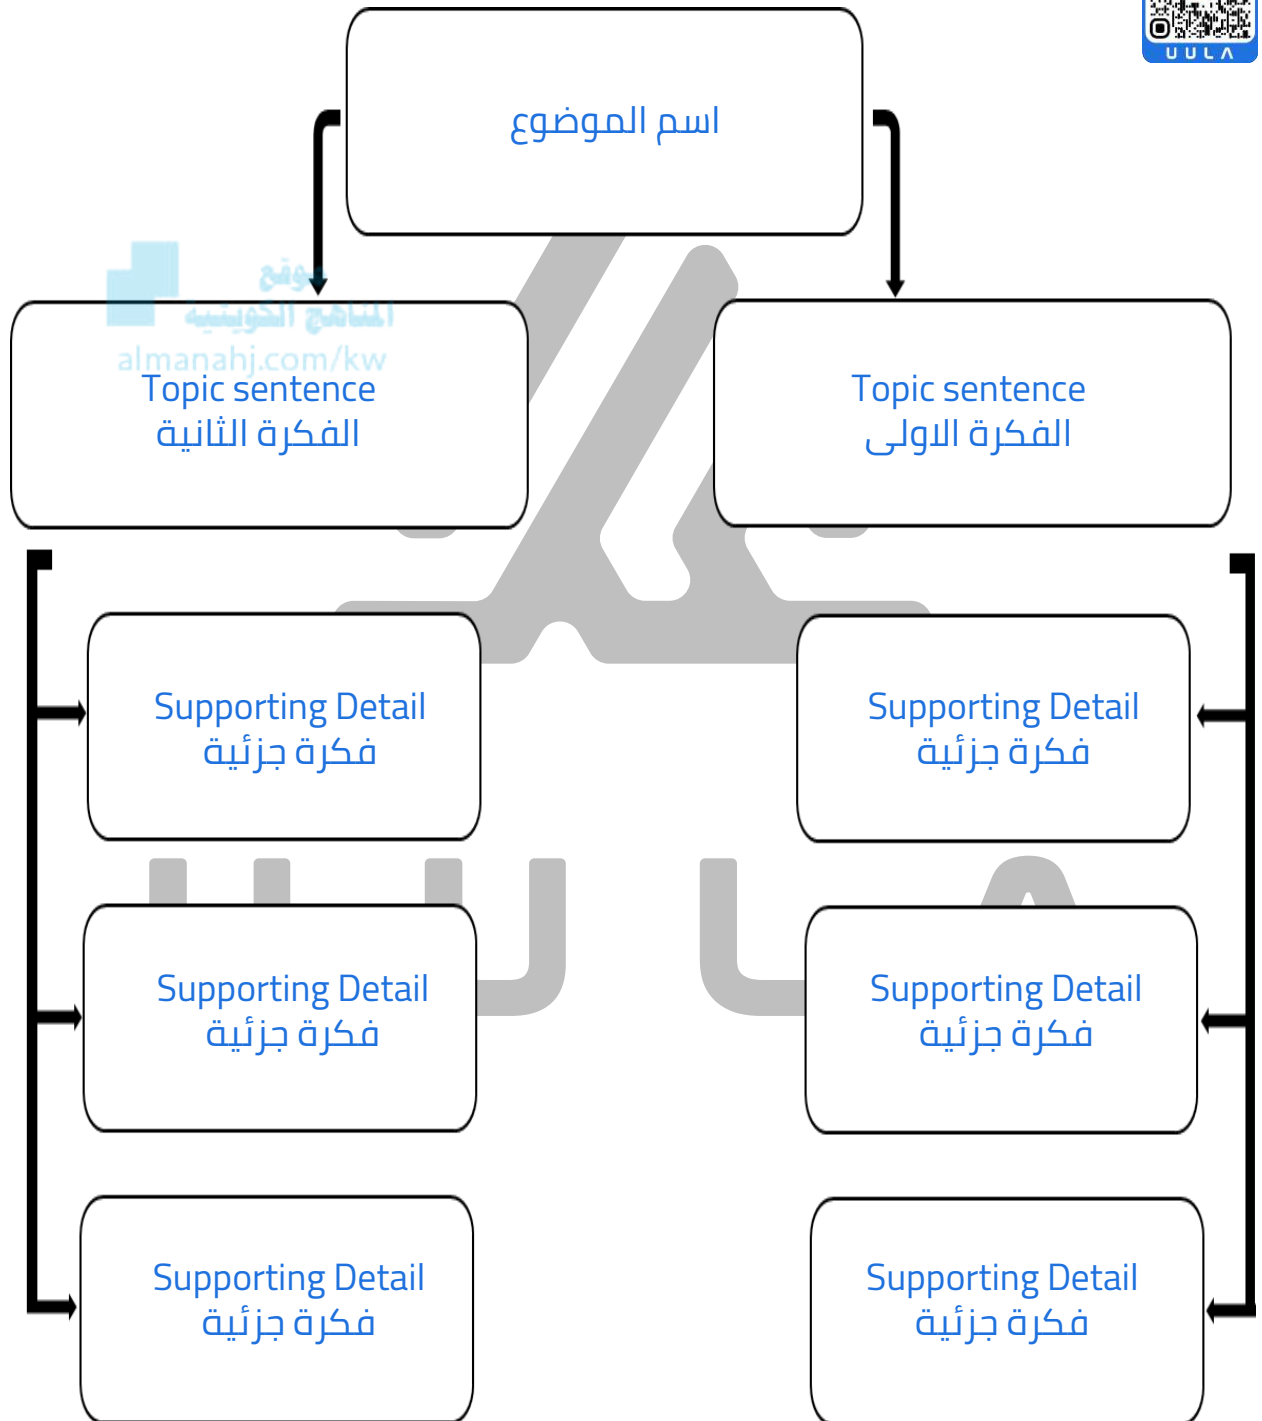 UULA
اسم الموضوع
موقع
المناهج الكويتية
almanahj.com/kw
Topic sentence
الفكرة الاولى
Topic sentence
الفكرة الثانية
Supporting Detail
فكرة جزئية
Supporting Detail
فكرة جزئية
Supporting Detail
فكرة جزئية
Supporting Detail
فكرة جزئية
Supporting Detail
فكرة جزئية
Supporting Detail
فكرة جزئية
UULA